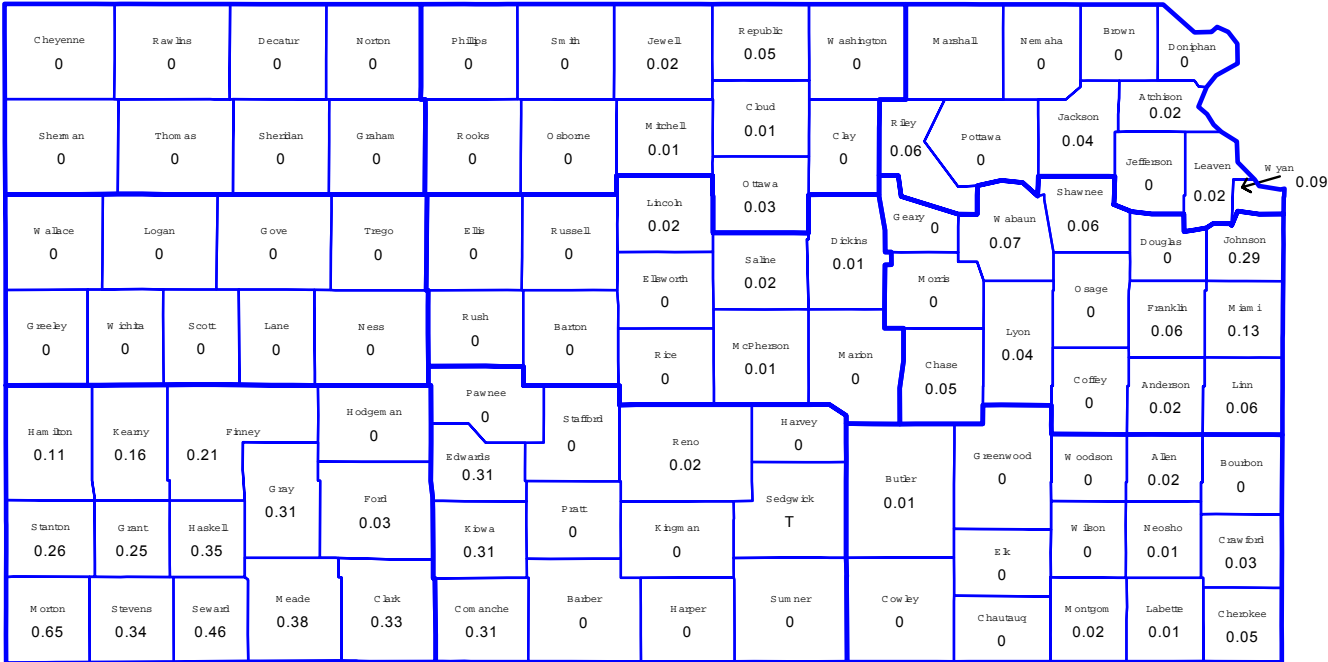 Cheyenne
0
Rawlins
0
Decatur
0
Norton
0
Phillips
0
Smith
0
Jewell
0.02
Republic
0.05
Washington
0
Marshall
Nemaha
0
Brown
0
Doniphan
0
Sherman
0
Thomas
0
Sheridan
0
Graham
0
Rooks
0
Osborne
0
Mitchell
0.01
Cloud
0.01
Clay
0
Riley
0.06
Pottawa
0
Jackson
0.04
Atchison
0.02
Jefferson
0
Leaven
0.02
Wyan
0.09
Wallace
0
Logan
0
Gove
0
Trego
0
Ellis
0
Russell
0
Lincoln
0.02
Ottawa
0.03
Saline
0.02
Dickins
0.01
Geary
0
Wabaun
0.07
Shawnee
0.06
Douglas
0
Johnson
0.29
Greeley
0
Wichita
0
Scott
0
Lane
0
Ness
0
Rush
0
Barton
0
Ellsworth
0
Rice
0
McPherson
0.01
Marion
0
Morris
0
Chase
0.05
Lyon
0.04
Osage
0
Coffey
0
Franklin
0.06
Miami
0.13
Anderson
0.02
Linn
0.06
Hamilton
0.11
Kearny
0.16
Finney
0.21
Hodgeman
0
Pawnee
0
Stafford
0
Edwards
0.31
Reno
0.02
Harvey
0
Gray
0.31
Ford
0.03
Pratt
0
Sedgwick
T
Butler
0.01
Greenwood
0
Woodson
0
Allen
0.02
Bourbon
0
Stanton
0.26
Grant
0.25
Haskell
0.35
Kiowa
0.31
Kingman
0
Elk
0
Wilson
0
Neosho
0.01
Crawford
0.03
Morton
0.65
Stevens
0.34
Seward
0.46
Meade
0.38
Clark
0.33
Comanche
0.31
Barber
0
Harper
0
Sumner
0
Cowley
0
Chautauq
0
Montgom
0.02
Labette
0.01
Cherokee
0.05